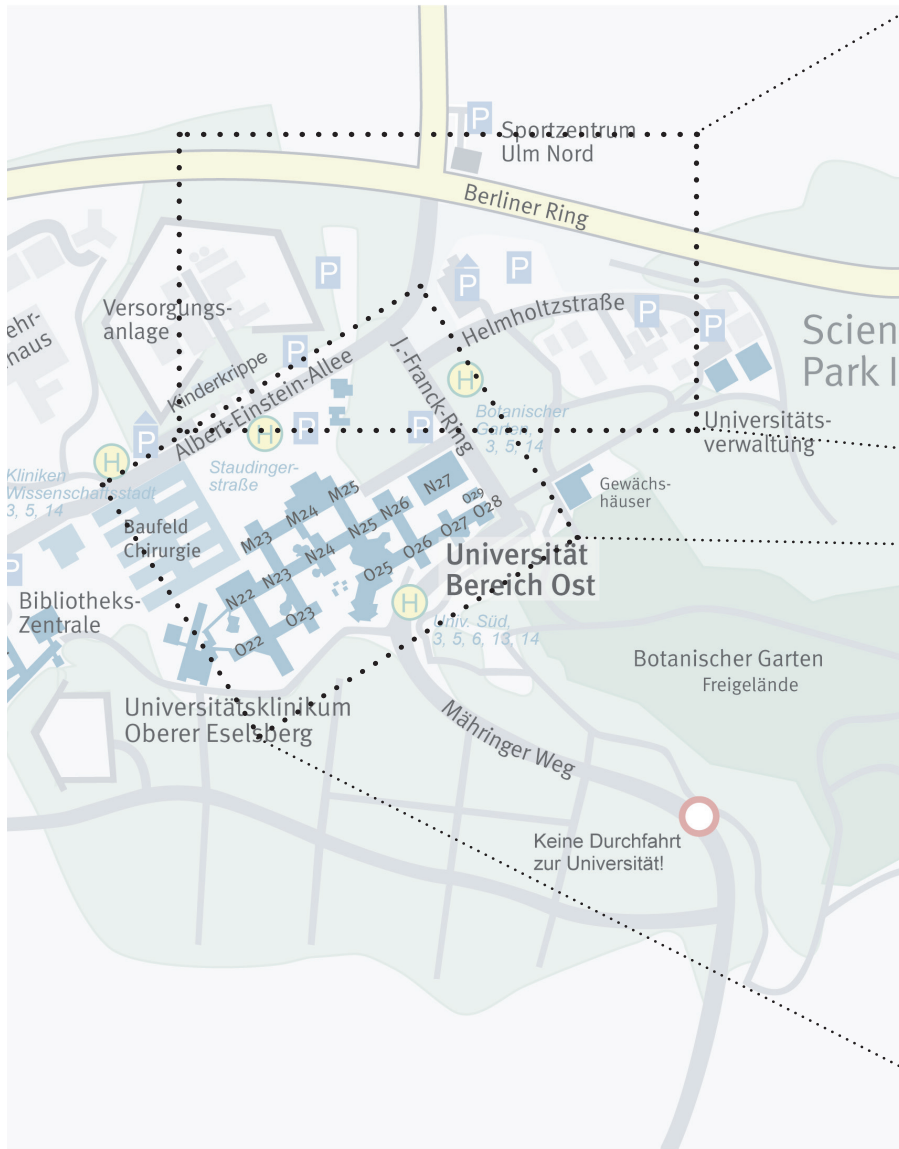 P
Sportzentrum
Ulm Nord
Berliner Ring
P
P
P
Versorgungs-
anlage
Helmholtzstraße
P
P
Scien
Park I
J.-Franck-Ring
P
Kinderkrippe
Albert-Einstein-Allee
H
Botanischer
Garten,
3, 5, 14
Universitäts-
verwaltung
P
H
P
P
H
Staudinger-
straße
Kliniken
Wissenschaftsstadt
3, 5, 14
Gewächs-
häuser
M25
N27
O29
M24
N26
O28
Baufeld
Chirurgie
M23
N25
O27
N24
O26
Universität
Bereich Ost
P
N23
O25
N22
H
Bibliotheks-
Zentrale
O23
Univ. Süd,
3, 5, 6, 13, 14
O22
Botanischer Garten
Freigelände
Universitätsklinikum
Oberer Eselsberg
Mähringer Weg
Keine Durchfahrt
zur Universität!